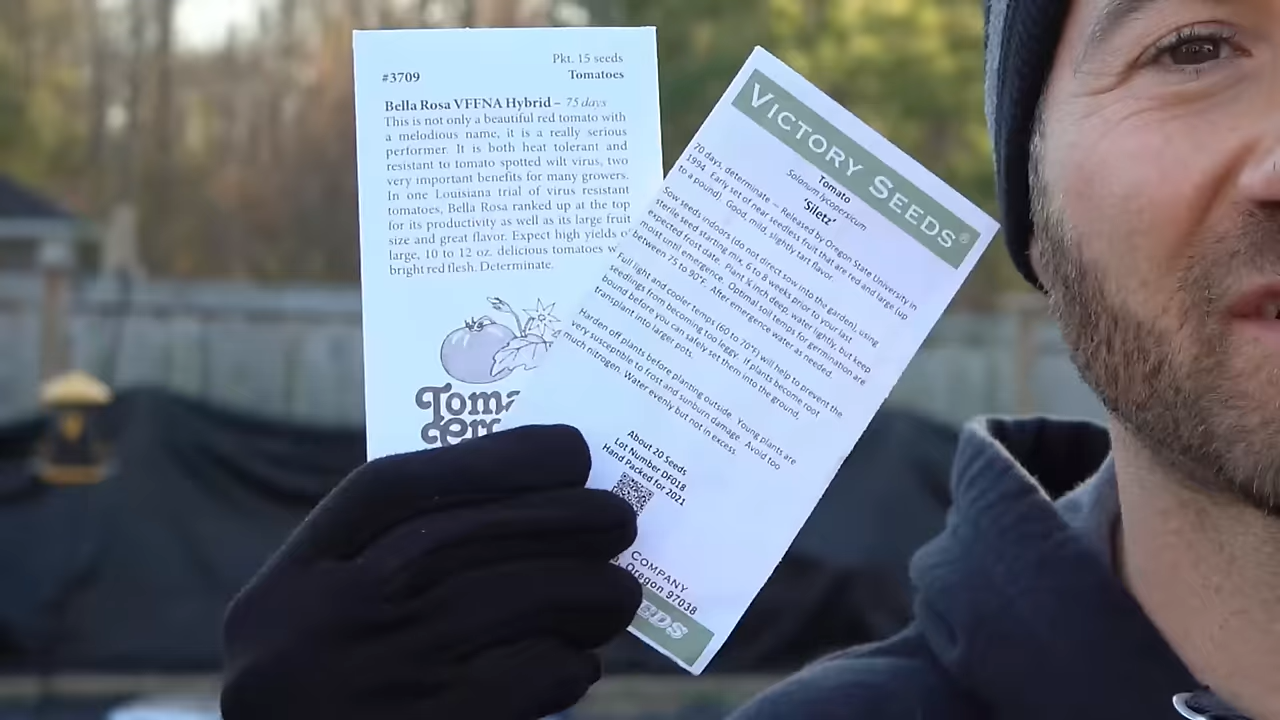 Pkt. 15 seeds
#3709 Tomatoes
Bella Rosa VFFNA Hybrid – 75 days
This is not only a beautiful red tomato with
a melodious name, it is a really serious
performer. It is both heat tolerant and
resistant to tomato spotted wilt virus, two
very important benefits for many growers.
In one Louisiana trial of virus resistant
tomatoes, Bella Rosa ranked up at the top
for its productivity as well as its large fruit
size and great flavor. Expect high yields of
large, 10 to 12 oz. delicious tomatoes w
bright red flesh. Determinate.
Toma
VICTORY SEEDS®
Tomato
Solanum lycopersicum
'Siletz'
70 days, determinate — Released by Oregon State University in
1994. Early set of near seedless fruits that are red and large (up
to a pound). Good, mild, slightly tart flavor.
Sow seeds indoors (do not direct sow into the garden), using
sterile seed starting mix, 6 to 8 weeks prior to your last
expected frost date. Plant ¼ inch deep, water lightly, but keep
moist until emergence. Optimal soil temps for germination are
between 75 to 90°F. After emergence water as needed.
Full light and cooler temps (60 to 70°F) will help to prevent the
seedlings from becoming too leggy. If plants become root
bound before you can safely set them into the ground,
transplant into larger pots.
Harden off plants before planting outside. Young plants are
very susceptible to frost and sunburn damage. Avoid too
much nitrogen. Water evenly but not in excess.
About 20 Seeds
Lot Number DF018
Hand Packed for 2021
COMPANY
Oregon 97038
EDS